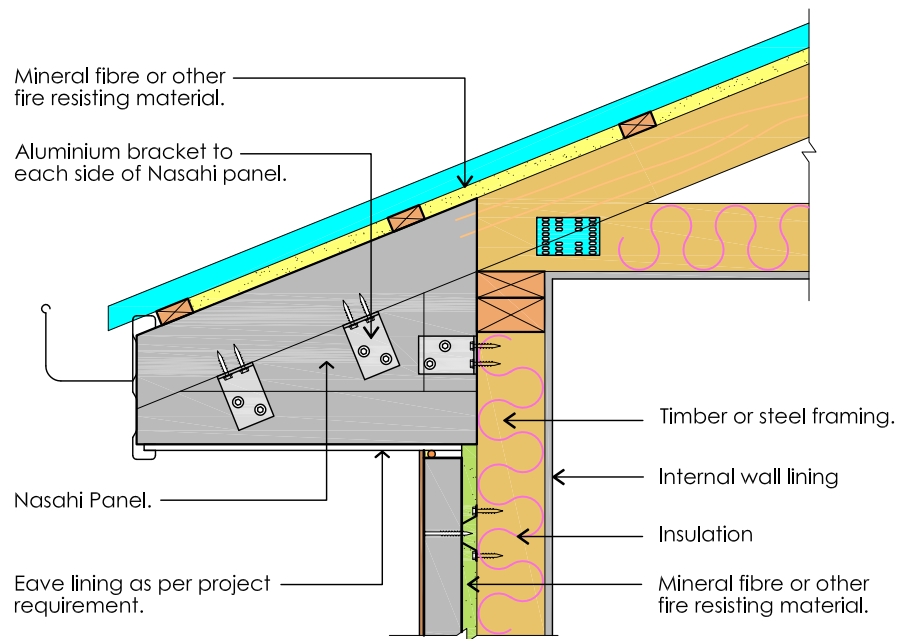 Mineral fibre or other
fire resisting material.
Aluminium bracket to
each side of Nasahi panel.
Nasahi Panel.
Eave lining as per project
requirement.
Timber or steel framing.
Internal wall lining
Insulation
Mineral fibre or other
fire resisting material.